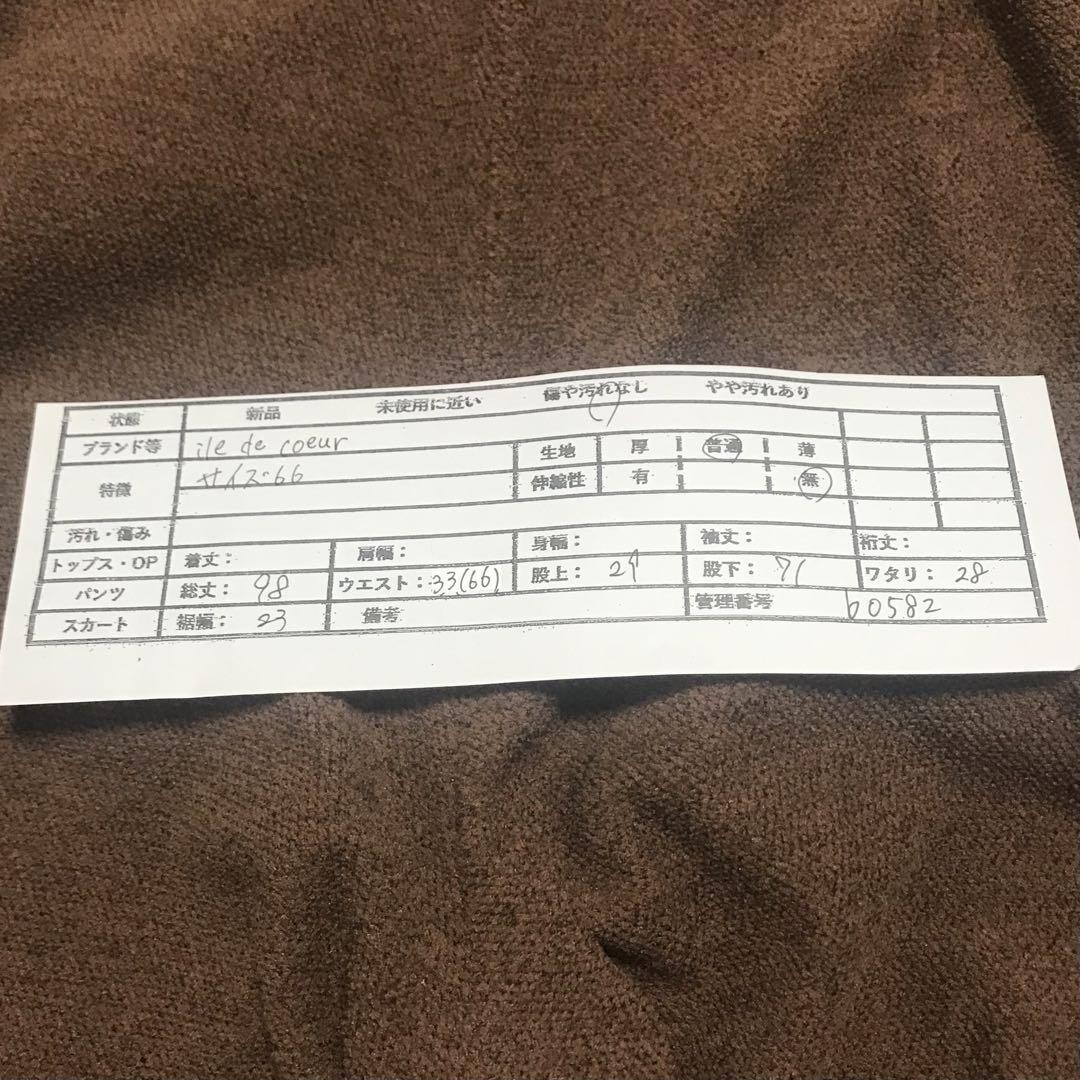 状態 新品 未使用に近い 傷や汚れなし やや汚れあり
ブランド等 ile de coeur 生地 厚 普通 薄
特徴 サイズ66 伸縮性 有 無
汚れ・傷み
トップス・OP 着丈: 肩幅: 身幅: 袖丈: 裄丈:
パンツ 総丈: 98 ウエスト: 33(66) 股上: 29 股下: 71 ワタリ: 28
スカート 裾幅: 23 備考 管理番号 b0582